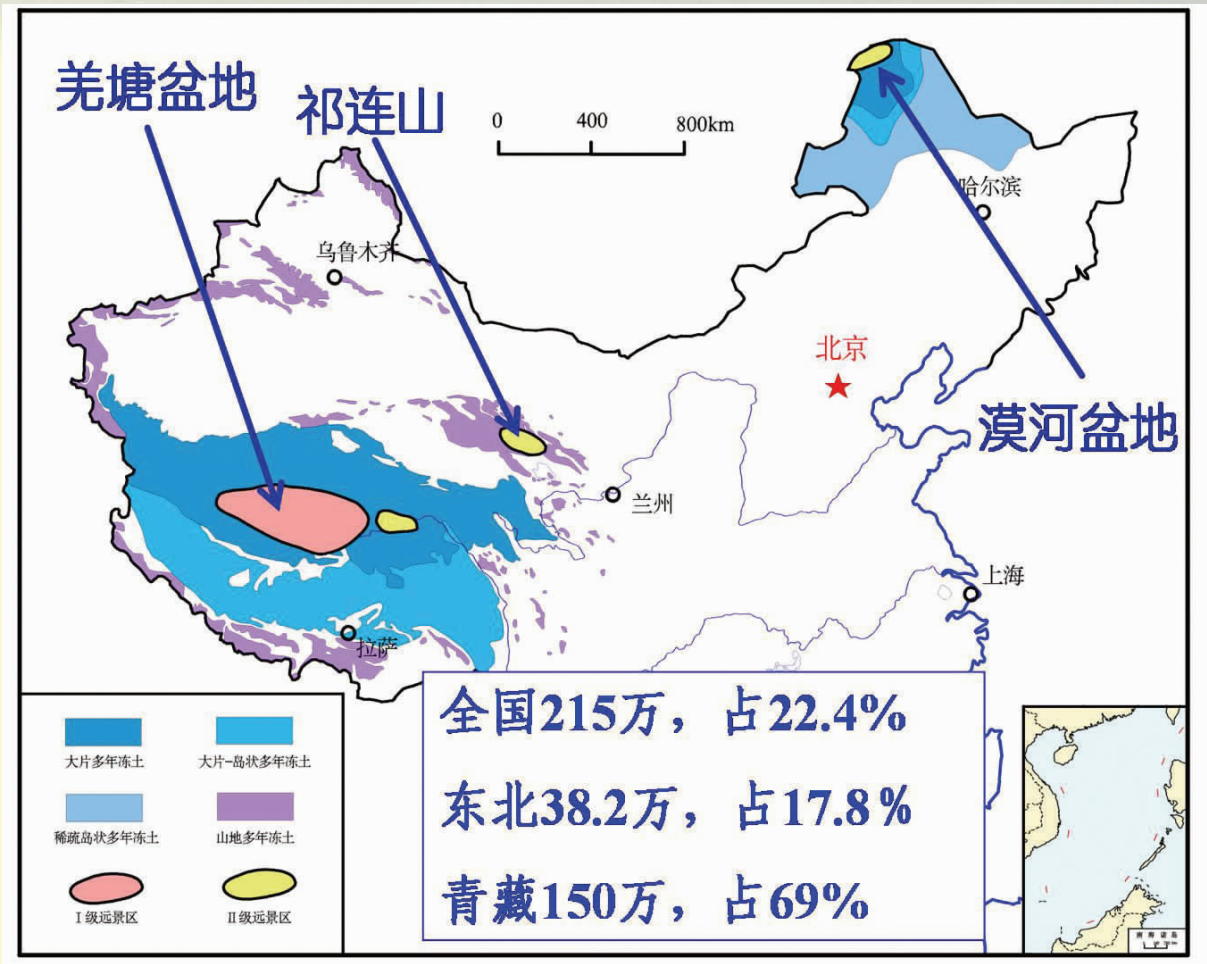 羌塘盆地
祁连山
0 400 800km
哈尔滨
乌鲁木齐
北京
漠河盆地
兰州
上海
拉萨
全国215万，占22.4%
东北38.2万，占17.8%
青藏150万，占69%
大片多年冻土
大片-岛状多年冻土
稀疏岛状多年冻土
山地多年冻土
I级远景区
II级远景区
南海诸岛